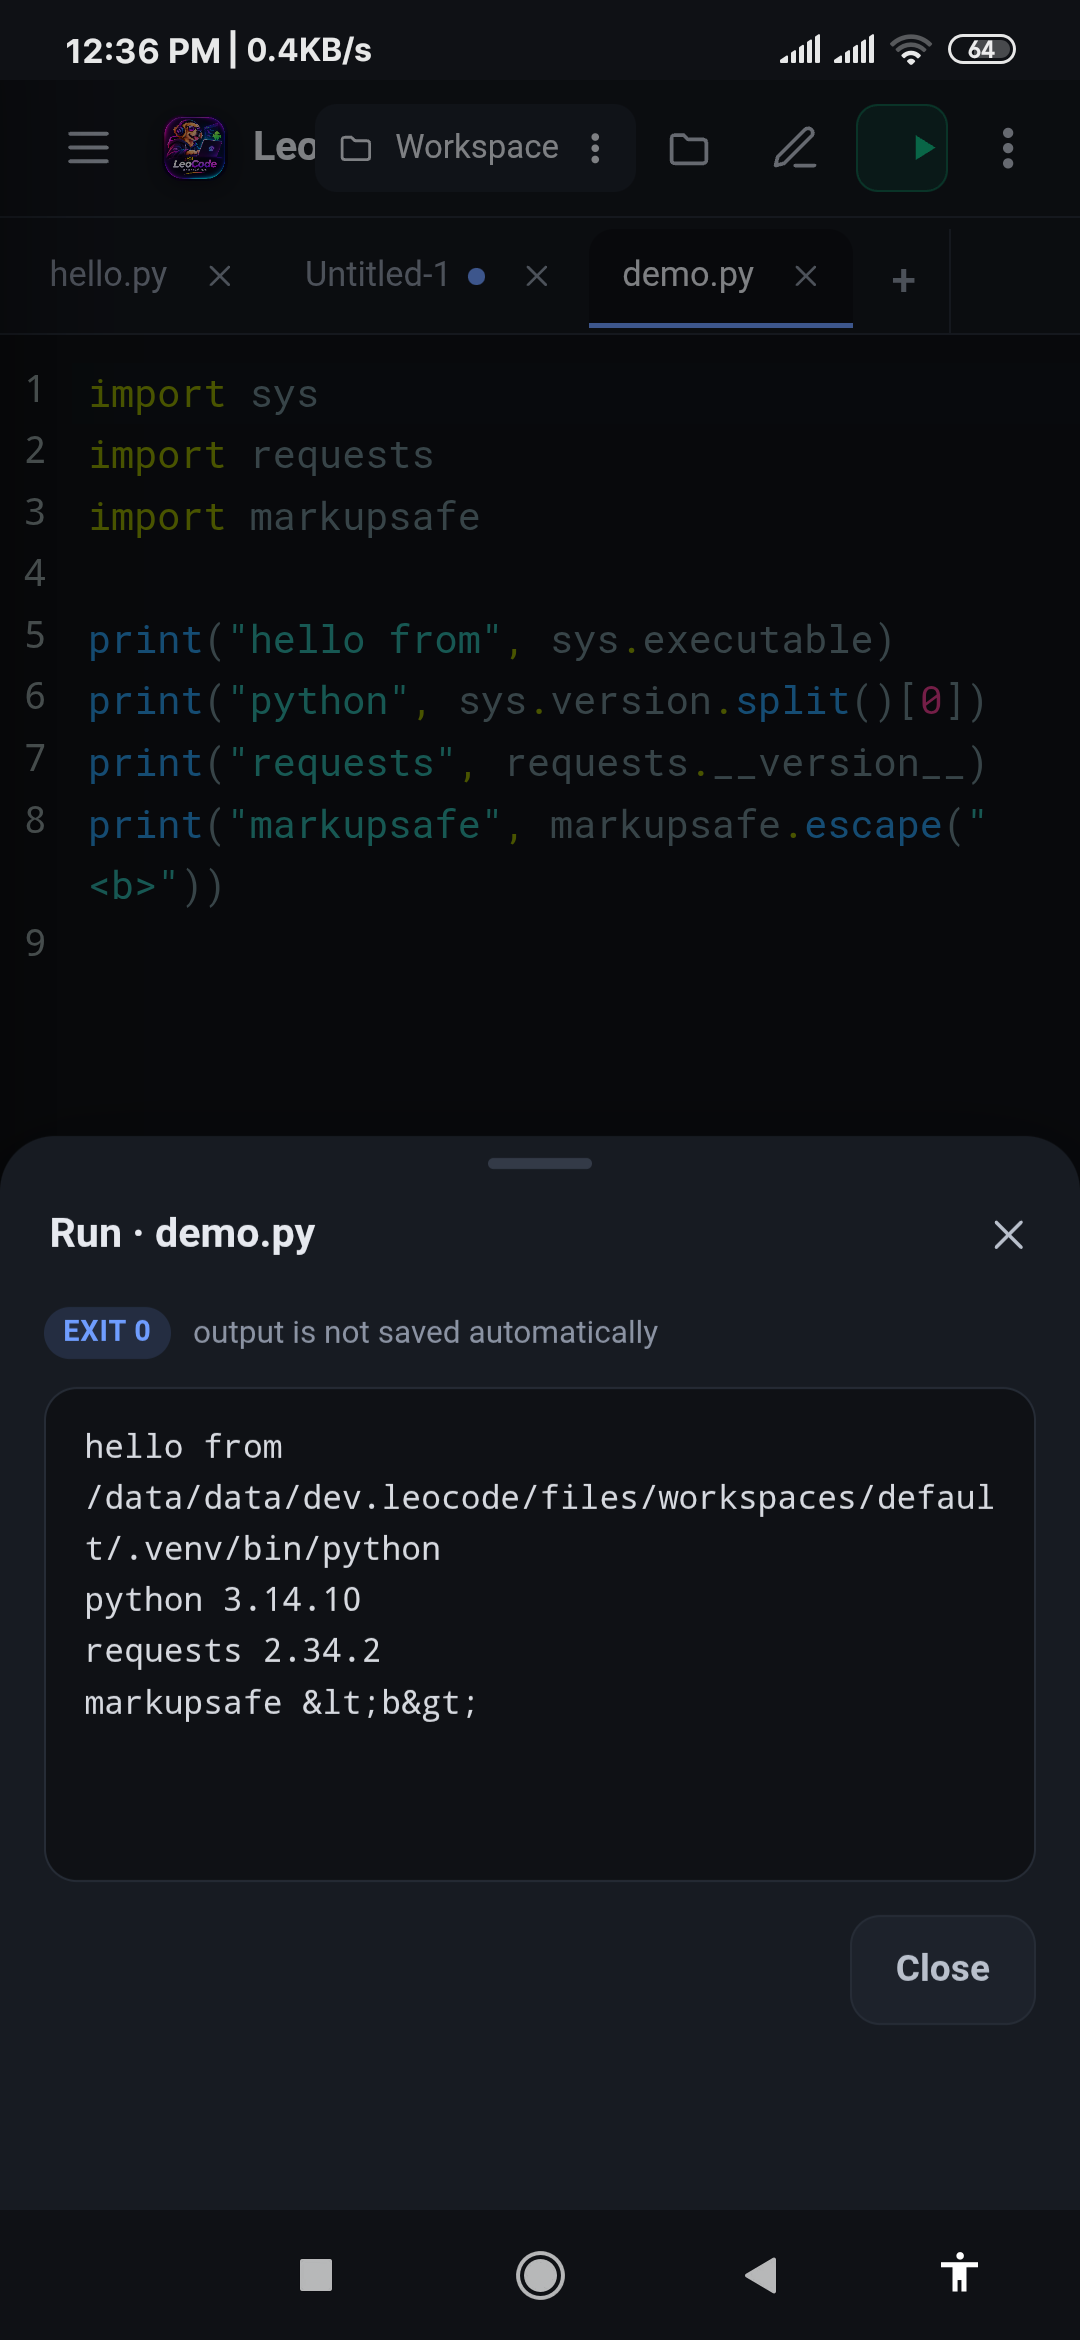 12:36 PM | 0.4KB/s
64
LeoCode
Leo
Workspace
hello.py
Untitled-1
demo.py
+
1 import sys
2 import requests
3 import markupsafe
4
5 print("hello from", sys.executable)
6 print("python", sys.version.split()[0])
7 print("requests", requests.__version__)
8 print("markupsafe", markupsafe.escape("
<b>"))
9
Run · demo.py
EXIT 0 output is not saved automatically
hello from
/data/data/dev.leocode/files/workspaces/defaul
t/.venv/bin/python
python 3.14.10
requests 2.34.2
markupsafe &lt;b&gt;
Close